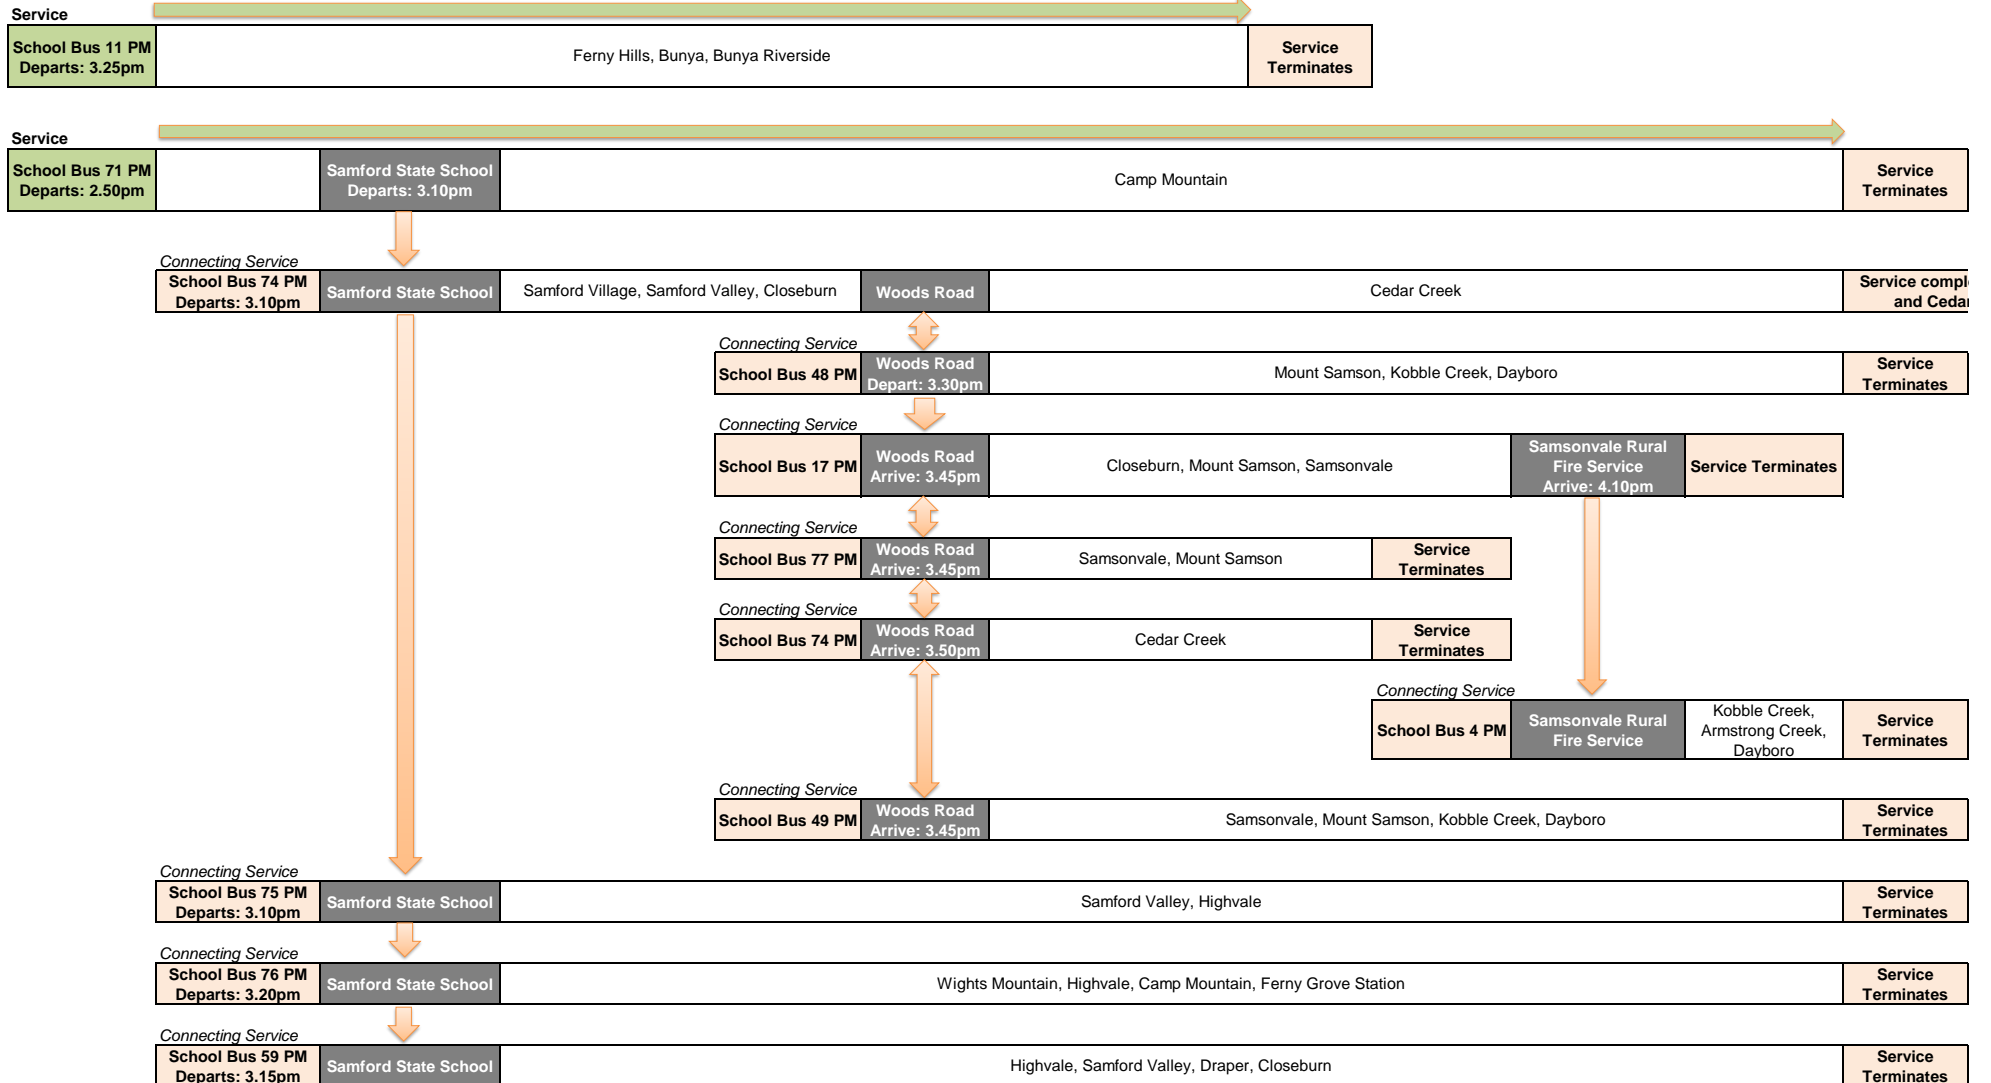 Service
School Bus 11 PM
Departs: 3.25pm
Ferny Hills, Bunya, Bunya Riverside
Service
Terminates
Service
School Bus 71 PM
Departs: 2.50pm
Samford State School
Departs: 3.10pm
Camp Mountain
Service
Terminates
Connecting Service
School Bus 74 PM
Departs: 3.10pm
Samford State School
Samford Village, Samford Valley, Closeburn
Woods Road
Cedar Creek
Service compl
and Cedar
Connecting Service
School Bus 48 PM
Woods Road
Depart: 3.30pm
Mount Samson, Kobble Creek, Dayboro
Service
Terminates
Connecting Service
School Bus 17 PM
Woods Road
Arrive: 3.45pm
Closeburn, Mount Samson, Samsonvale
Samsonvale Rural
Fire Service
Arrive: 4.10pm
Service Terminates
Connecting Service
School Bus 77 PM
Woods Road
Arrive: 3.45pm
Samsonvale, Mount Samson
Service
Terminates
Connecting Service
School Bus 74 PM
Woods Road
Arrive: 3.50pm
Cedar Creek
Service
Terminates
Connecting Service
School Bus 4 PM
Samsonvale Rural
Fire Service
Kobble Creek,
Armstrong Creek,
Dayboro
Service
Terminates
Connecting Service
School Bus 49 PM
Woods Road
Arrive: 3.45pm
Samsonvale, Mount Samson, Kobble Creek, Dayboro
Service
Terminates
Connecting Service
School Bus 75 PM
Departs: 3.10pm
Samford State School
Samford Valley, Highvale
Service
Terminates
Connecting Service
School Bus 76 PM
Departs: 3.20pm
Samford State School
Wights Mountain, Highvale, Camp Mountain, Ferny Grove Station
Service
Terminates
Connecting Service
School Bus 59 PM
Departs: 3.15pm
Samford State School
Highvale, Samford Valley, Draper, Closeburn
Service
Terminates